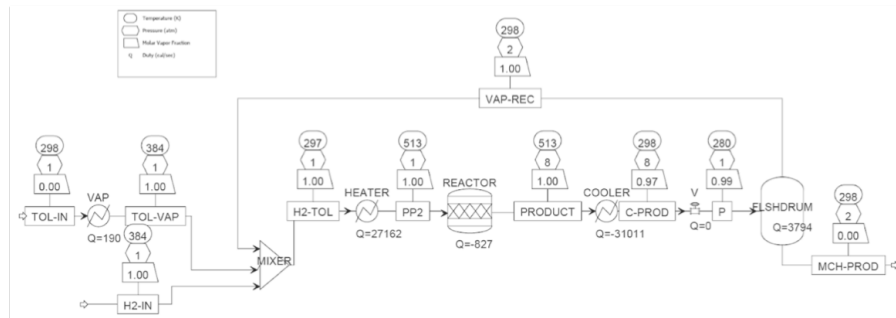 Temperature (K)
Pressure (atm)
Molar Vapor Fraction
Q Duty (cal/sec)
298
2
1.00
VAP-REC
298
1
0.00
TOL-IN
VAP
Q=190
384
1
1.00
TOL-VAP
384
1
1.00
H2-IN
MIXER
297
1
1.00
H2-TOL
HEATER
Q=27162
513
1
1.00
PP2
REACTOR
Q=-827
513
8
1.00
PRODUCT
COOLER
Q=-31011
298
8
0.97
C-PROD
V
Q=0
280
1
0.99
P
FLSHDRUM
Q=3794
298
2
0.00
MCH-PROD